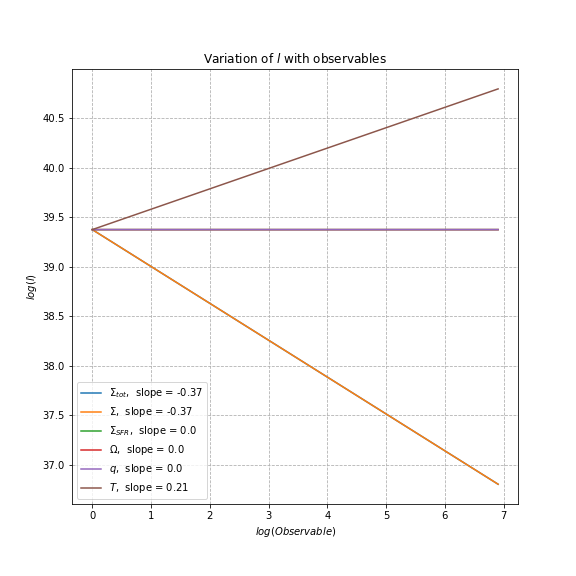 Variation of l with observables
log(l)
40.5
40.0
39.5
39.0
38.5
38.0
37.5
37.0
Σtot, slope = -0.37
Σ, slope = -0.37
ΣSFR, slope = 0.0
Ω, slope = 0.0
q, slope = 0.0
T, slope = 0.21
0 1 2 3 4 5 6 7
log(Observable)